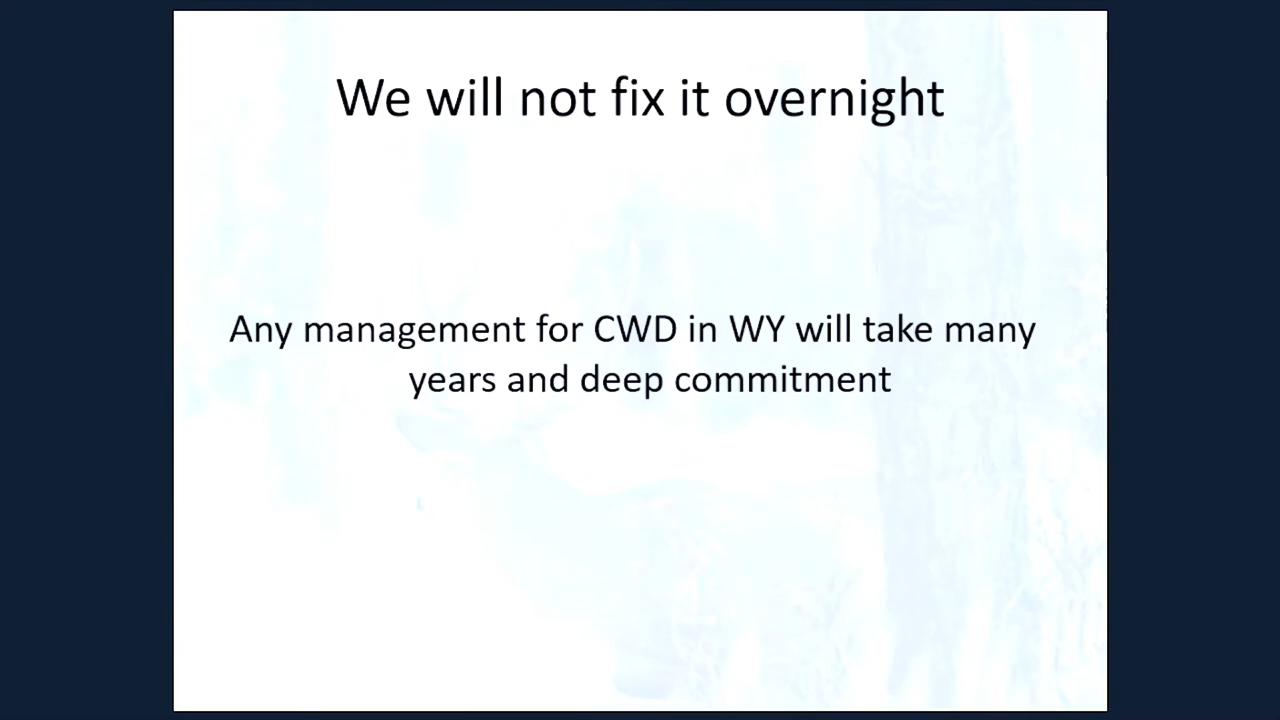 We will not fix it overnight
Any management for CWD in WY will take many
years and deep commitment